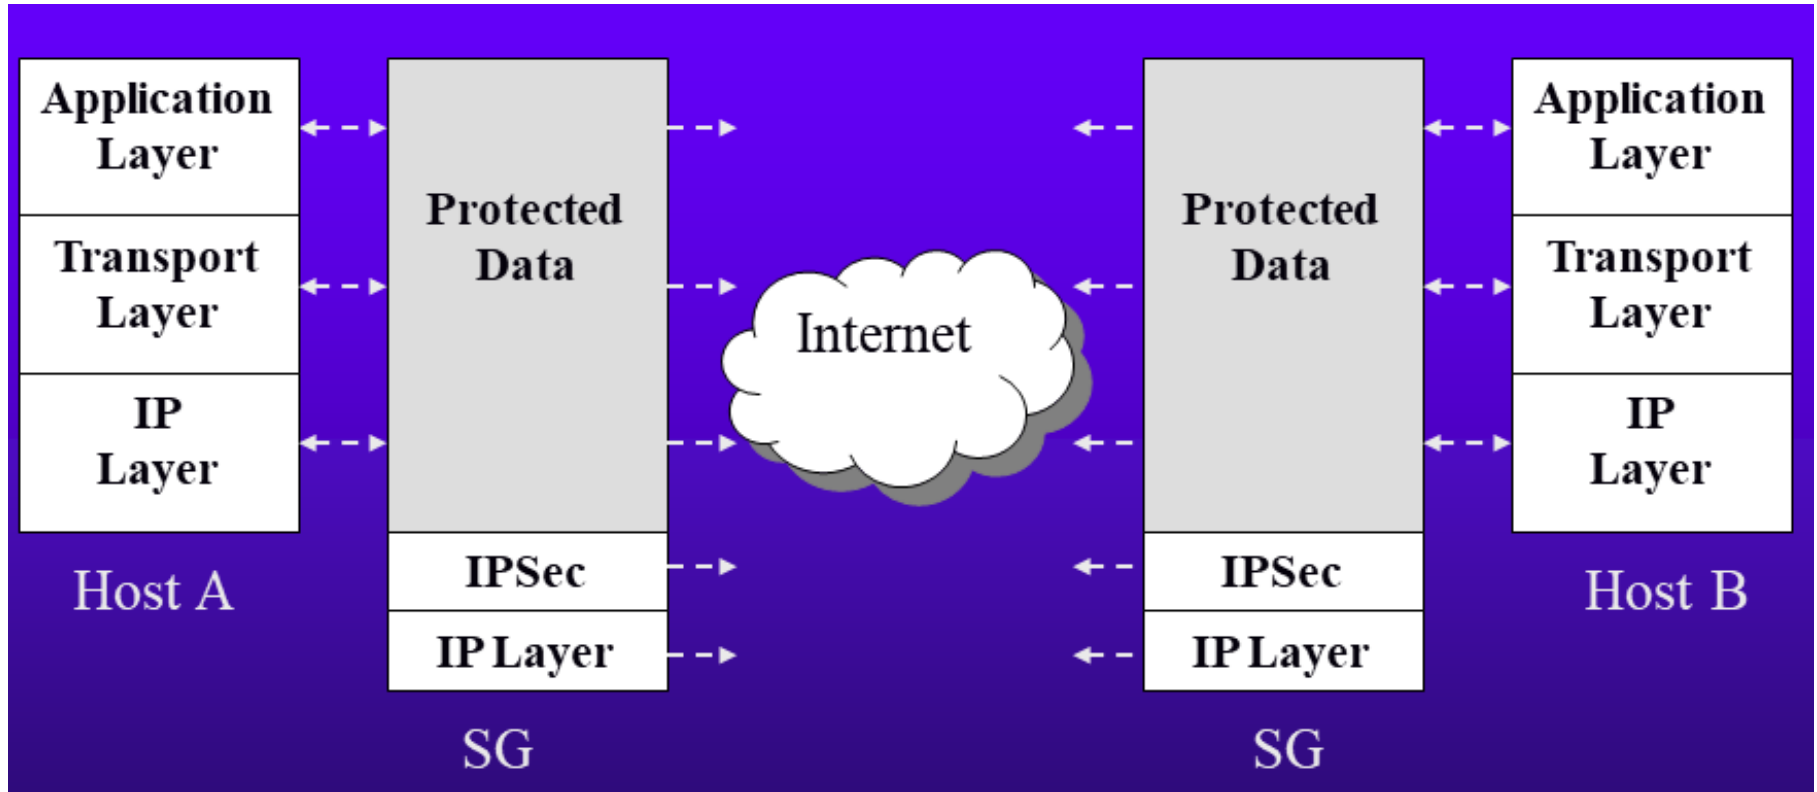 Application
Layer
Transport
Layer
IP
Layer
Host A
Protected
Data
IPSec
IP Layer
SG
Internet
Protected
Data
IPSec
IP Layer
SG
Application
Layer
Transport
Layer
IP
Layer
Host B